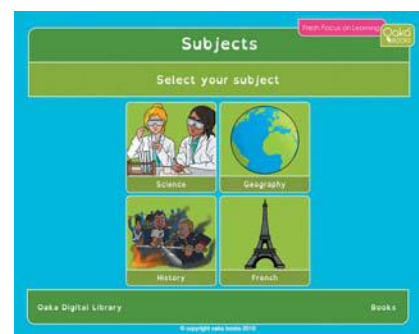 Fresh Focus on Learning
Oaka
BOOKS
Subjects
Select your subject
Science
Geography
History
French
Oaka Digital Library
Books
© copyright oaka books 2015